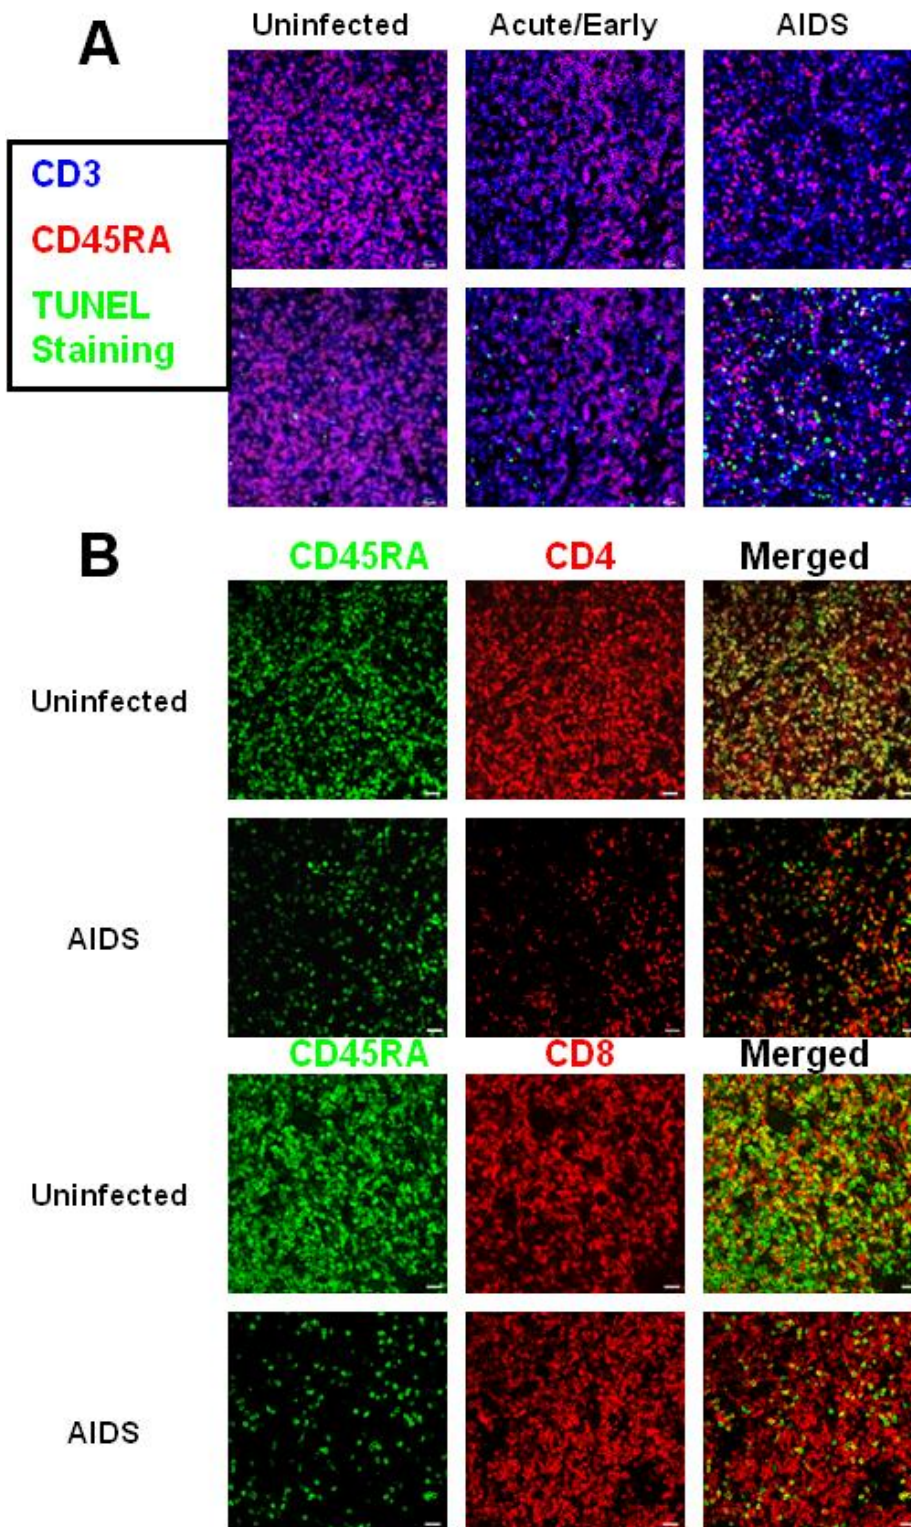 A
Uninfected Acute/Early AIDS
CD3
CD45RA
TUNEL
Staining
B
CD45RA CD4 Merged
Uninfected
AIDS
CD45RA CD8 Merged
Uninfected
AIDS